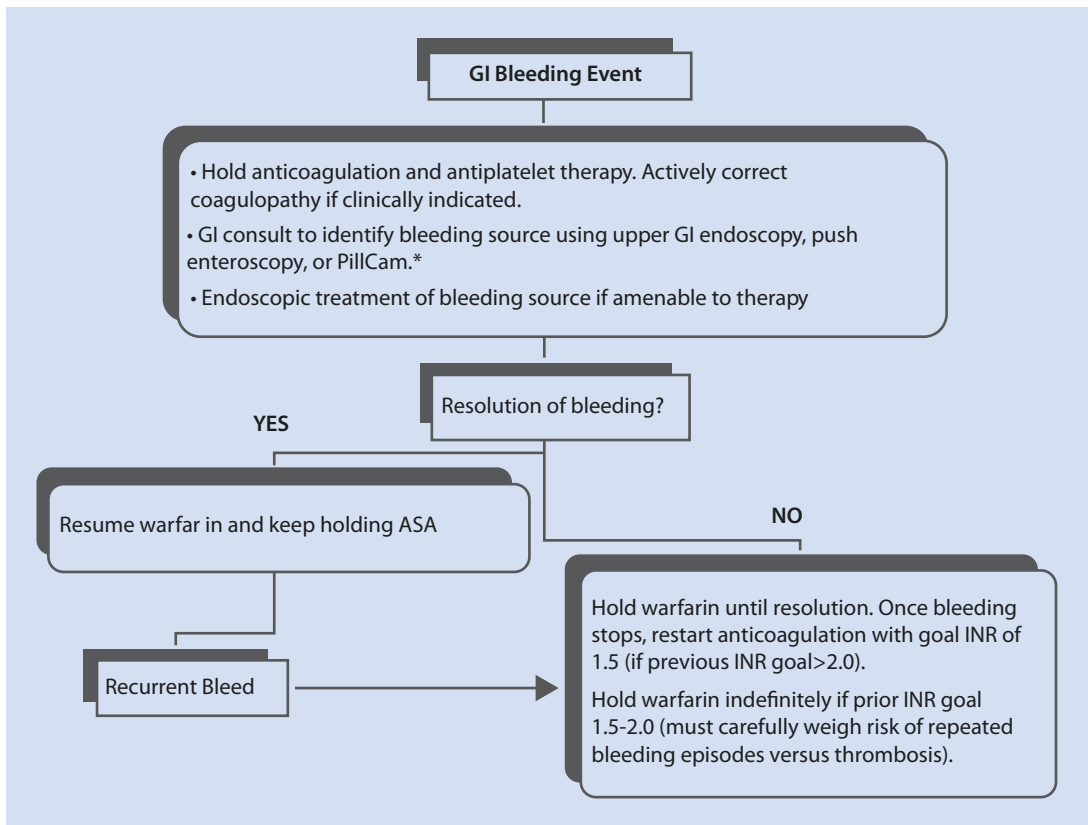 GI Bleeding Event
• Hold anticoagulation and antiplatelet therapy. Actively correct
coagulopathy if clinically indicated.
• GI consult to identify bleeding source using upper GI endoscopy, push
enteroscopy, or PillCam.*
• Endoscopic treatment of bleeding source if amenable to therapy
Resolution of bleeding?
YES
Resume warfar in and keep holding ASA
NO
Recurrent Bleed
Hold warfarin until resolution. Once bleeding
stops, restart anticoagulation with goal INR of
1.5 (if previous INR goal>2.0).
Hold warfarin indefinitely if prior INR goal
1.5-2.0 (must carefully weigh risk of repeated
bleeding episodes versus thrombosis).